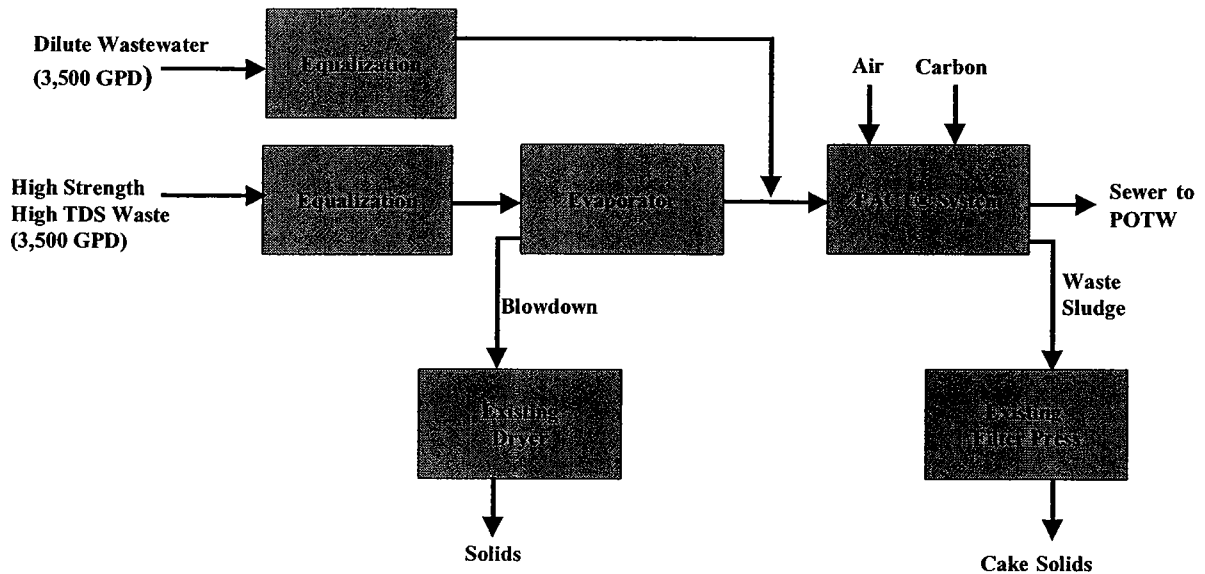 Dilute Wastewater
(3,500 GPD)
Equalization
Air
Carbon
High Strength
High TDS Waste
(3,500 GPD)
Equalization
Evaporator
System
Sewer to
POTW
Blowdown
Waste
Sludge
Existing
Dryer
Existing
Filter Press
Solids
Cake Solids